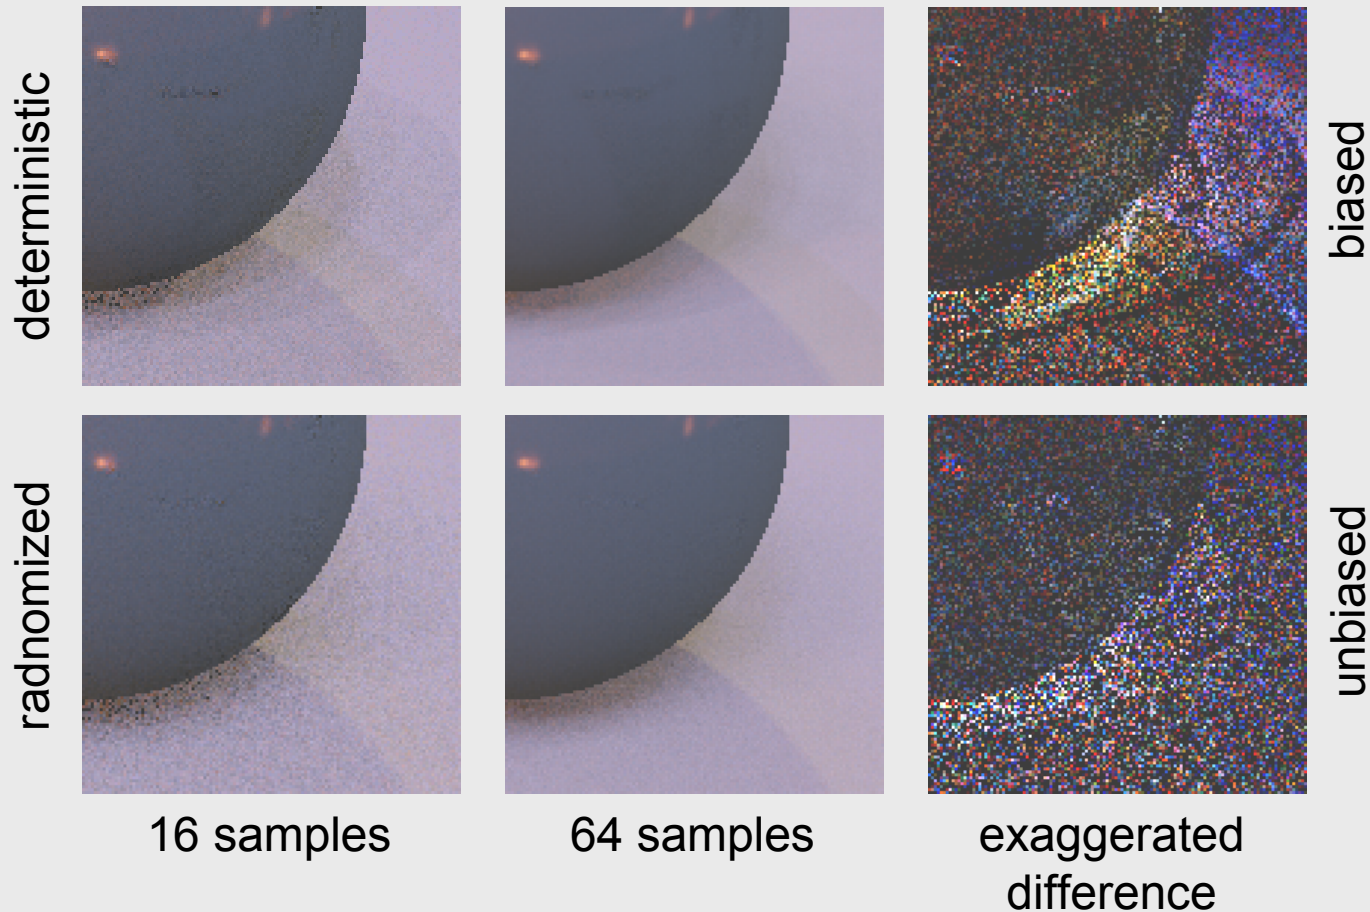 deterministic
biased
radnomized
unbiased
16 samples
64 samples
exaggerated
difference